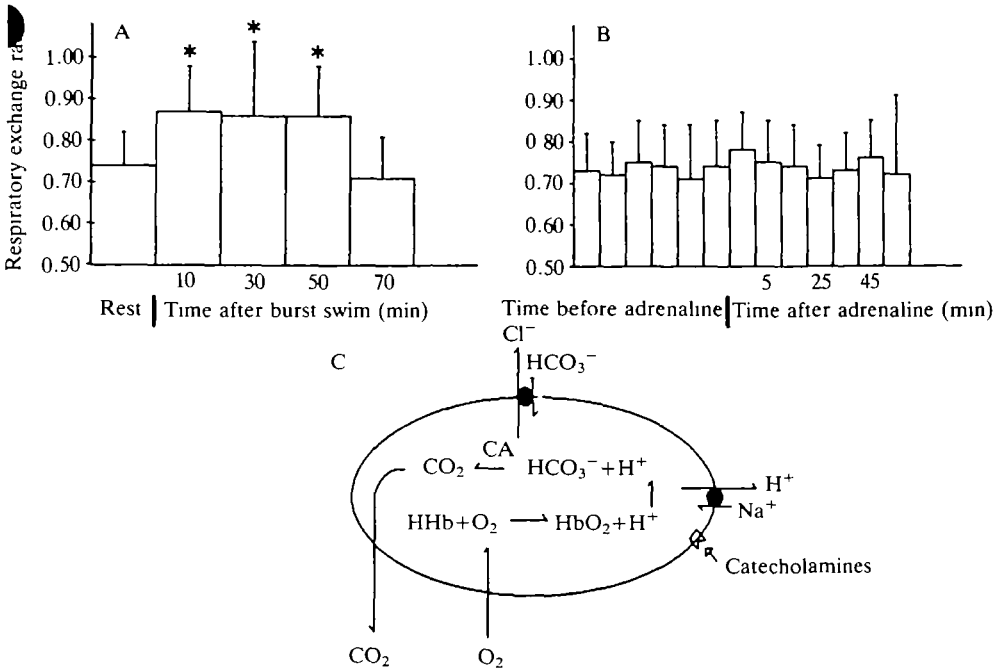 Respiratory exchange
A
1.00
0.90
0.80
0.70
0.60
0.50
* * *
10 30 50 70
Rest | Time after burst swim (min)
B
1.00
0.90
0.80
0.70
0.60
0.50
5 25 45
Time before adrenaline | Time after adrenaline (min)
C
Cl⁻
HCO₃⁻
CA
CO₂ HCO₃⁻+H⁺
HHb+O₂ HbO₂+H⁺
H⁺
Na⁺
Catecholamines
CO₂ O₂